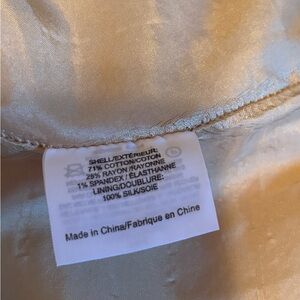 SHELL/EXTÉRIEUR:
71% COTTON/COTON
28% RAYON/RAYONNE
1% SPANDEX / ÉLASTHANNE
LINING/DOUBLURE:
100% SILK/SOIE
Made in China/Fabrique en Chine